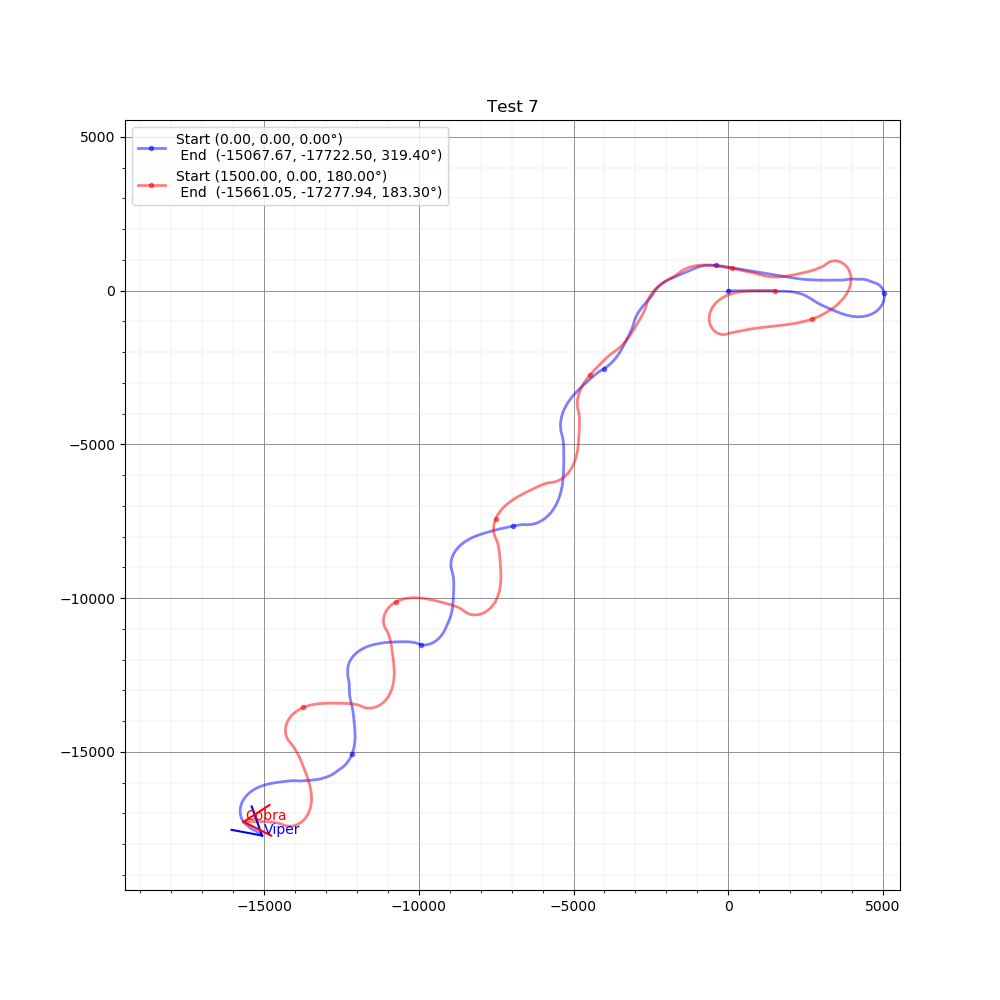 Test 7
Start (0.00, 0.00, 0.00°)
End (-15067.67, -17722.50, 319.40°)
Start (1500.00, 0.00, 180.00°)
End (-15661.05, -17277.94, 183.30°)
5000
0
−5000
−10000
−15000
Cobra
Viper
−15000 −10000 −5000 0 5000